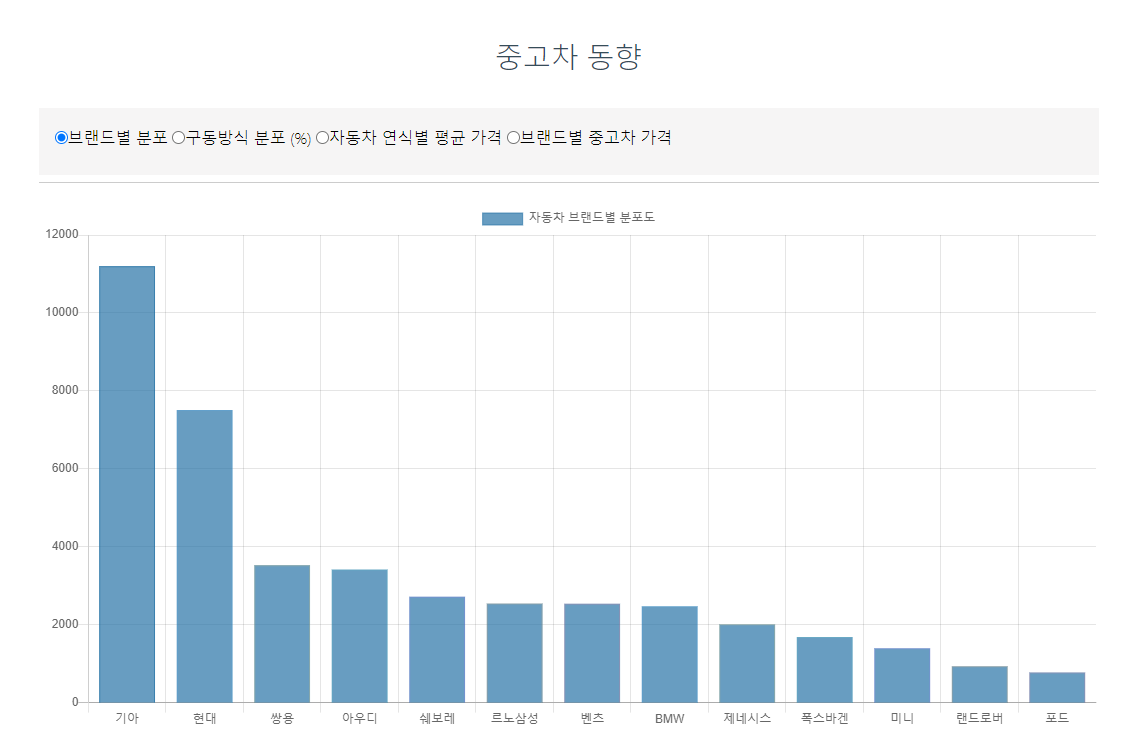 중고차 동향
브랜드별 분포 구동방식 분포 (%) 자동차 연식별 평균 가격 브랜드별 중고차 가격
자동차 브랜드별 분포도
12000
10000
8000
6000
4000
2000
0
기아 현대 쌍용 아우디 쉐보레 르노삼성 벤츠 BMW 제네시스 폭스바겐 미니 랜드로버 포드